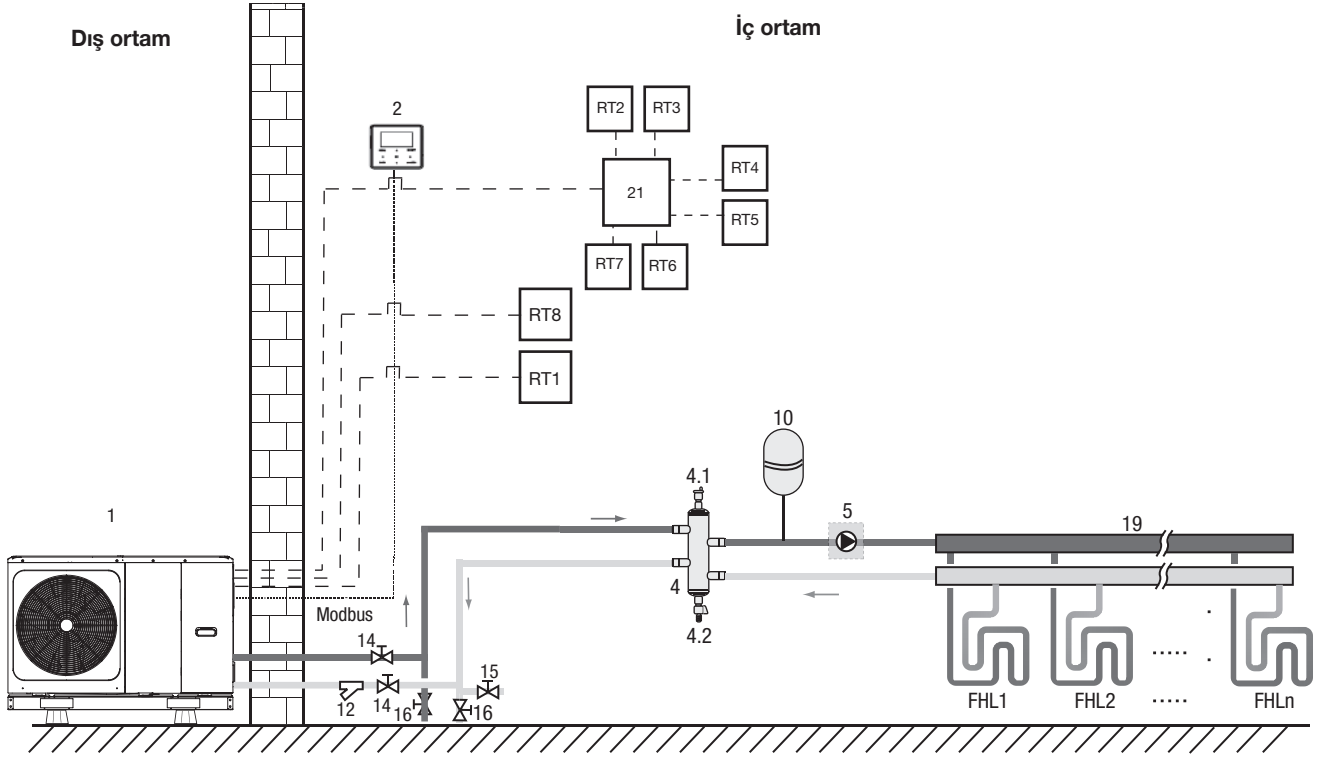 Dış ortam
İç ortam
2
RT2
RT3
RT4
21
RT5
RT7
RT6
RT8
RT1
10
4.1
1
5
19
4
Modbus
4.2
14
15
12
14
16
16
FHL1
FHL2
.....
FHLn